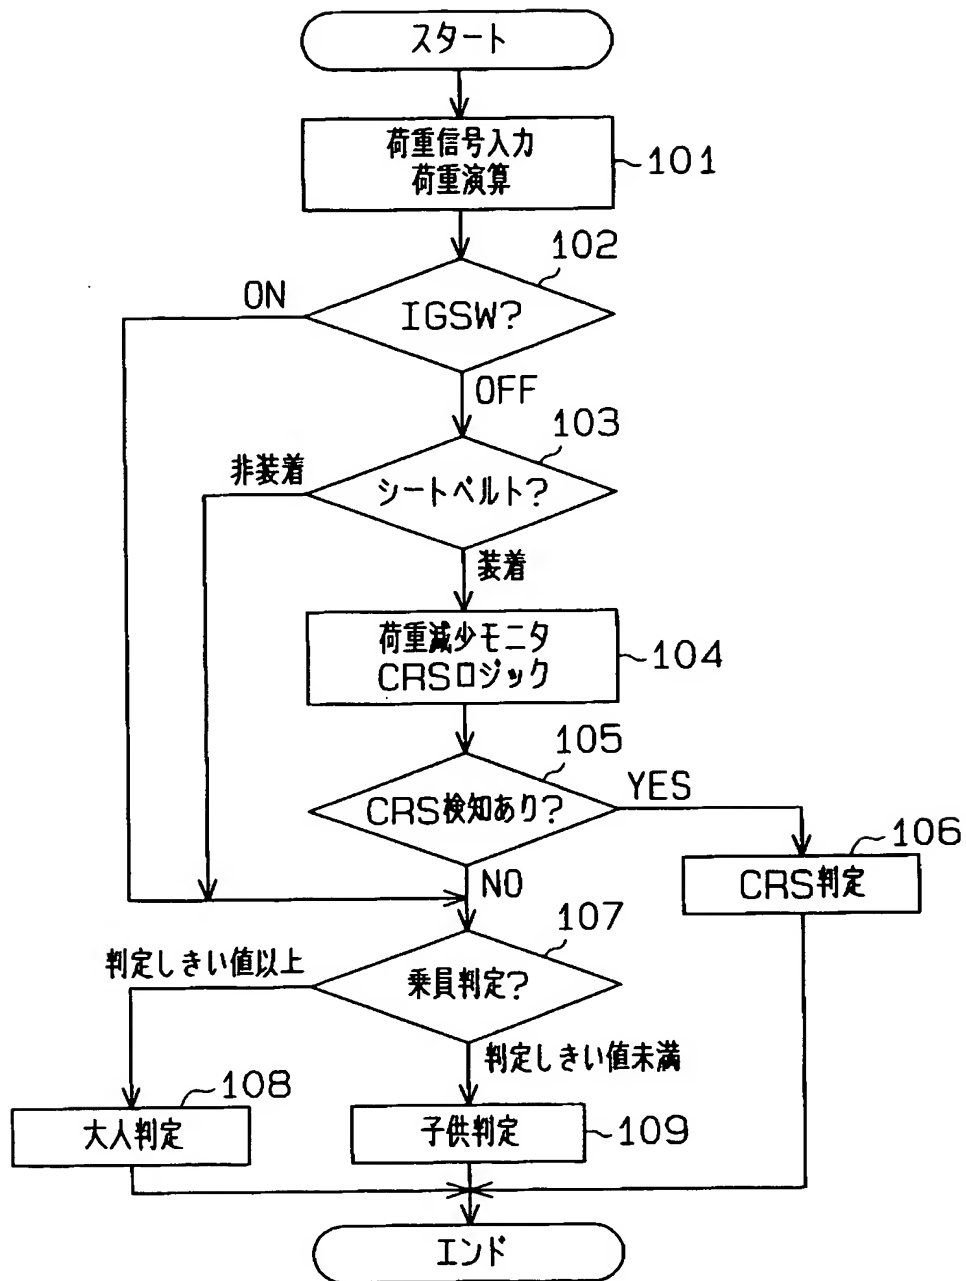 スタート
荷重信号入力
荷重演算
101
102
ON
IGSW?
OFF
103
非装着
シートベルト?
装着
荷重減少モニタ
CRSロジック
104
105
CRS検知あり?
YES
106
CRS判定
NO
107
判定しきい値以上
乗員判定?
判定しきい値未満
108
大人判定
子供判定
109
エンド